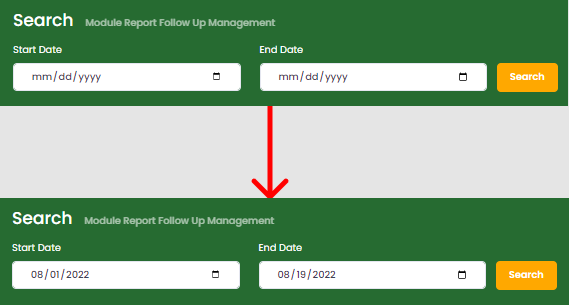 Search Module Report Follow Up Management
Start Date End Date
mm/dd/yyyy mm/dd/yyyy Search
Search Module Report Follow Up Management
Start Date End Date
08/01/2022 08/19/2022 Search